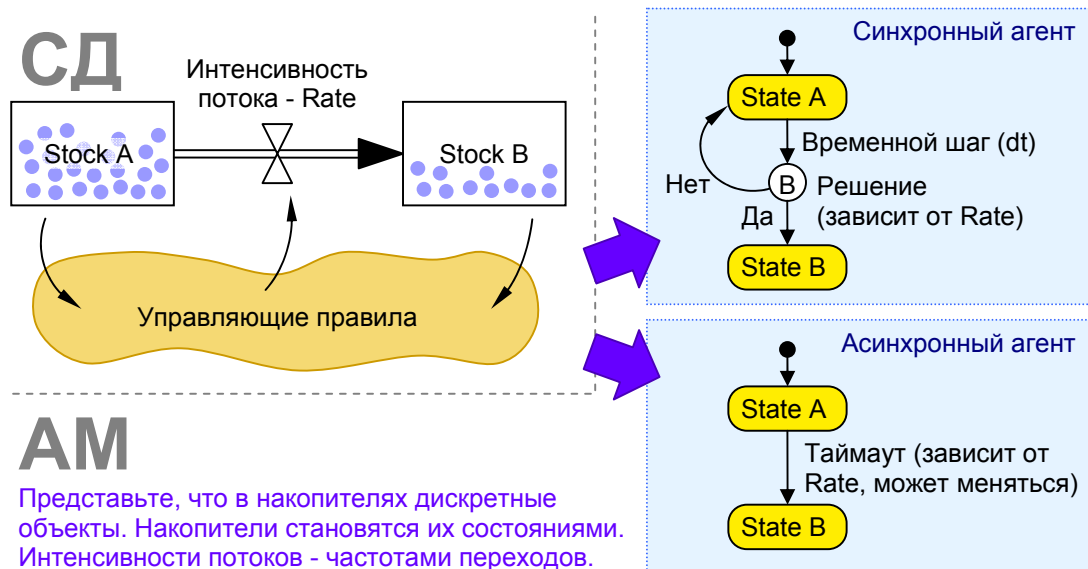 СД
Интенсивность
потока - Rate
Stock A
Stock B
Управляющие правила
АМ
Представьте, что в накопителях дискретные
объекты. Накопители становятся их состояниями.
Интенсивности потоков - частотами переходов.
Синхронный агент
State A
Временной шаг (dt)
Нет
B
Решение
(зависит от Rate)
Да
State B
Асинхронный агент
State A
Таймаут (зависит от
Rate, может меняться)
State B